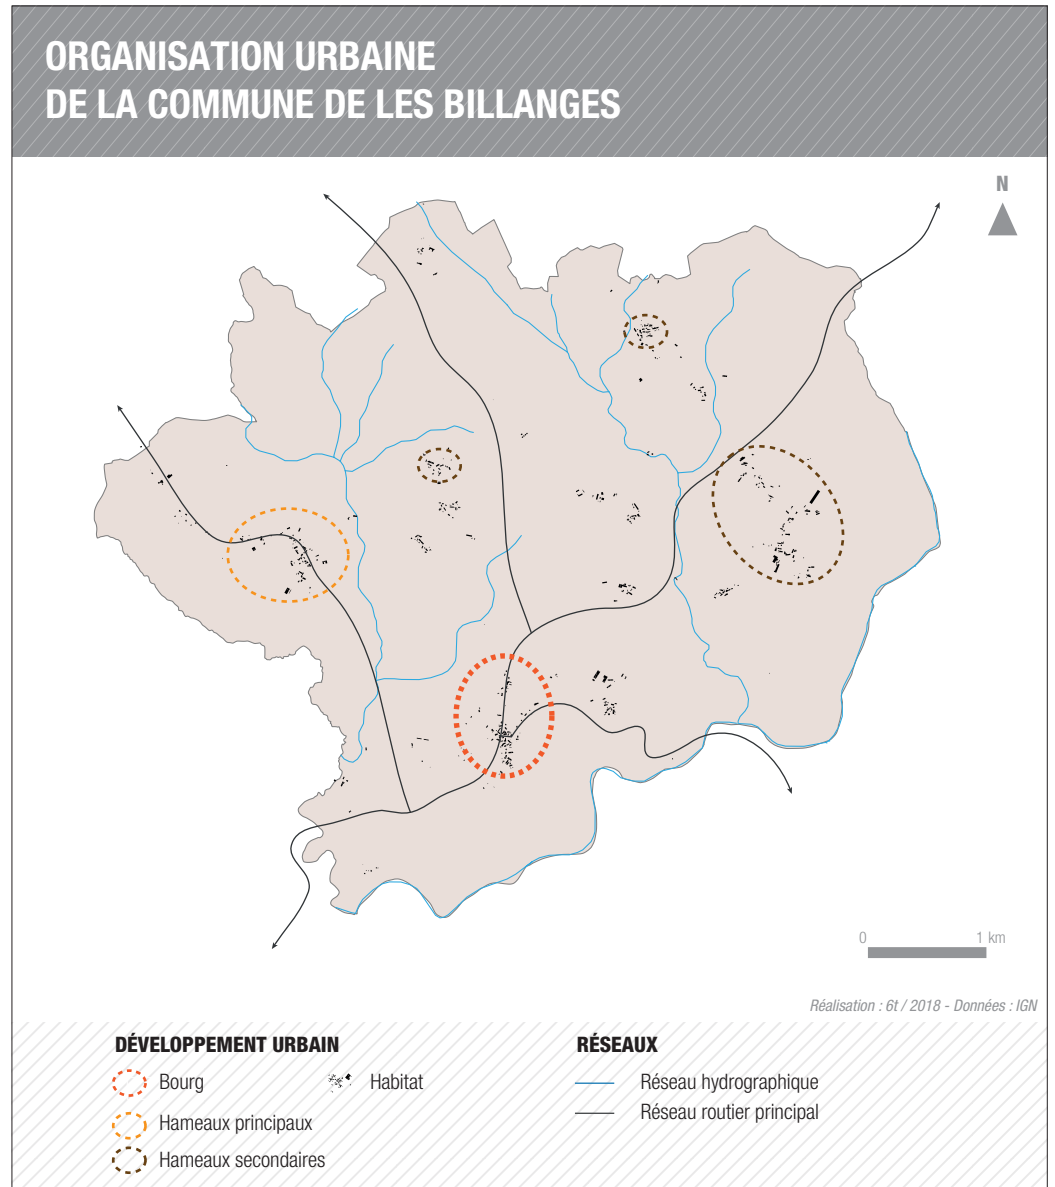 ORGANISATION URBAINE
DE LA COMMUNE DE LES BILLANGES
N
0 1 km
Réalisation : 6t / 2018 - Données : IGN
DÉVELOPPEMENT URBAIN
Bourg
Habitat
Hameaux principaux
Hameaux secondaires
RÉSEAUX
Réseau hydrographique
Réseau routier principal